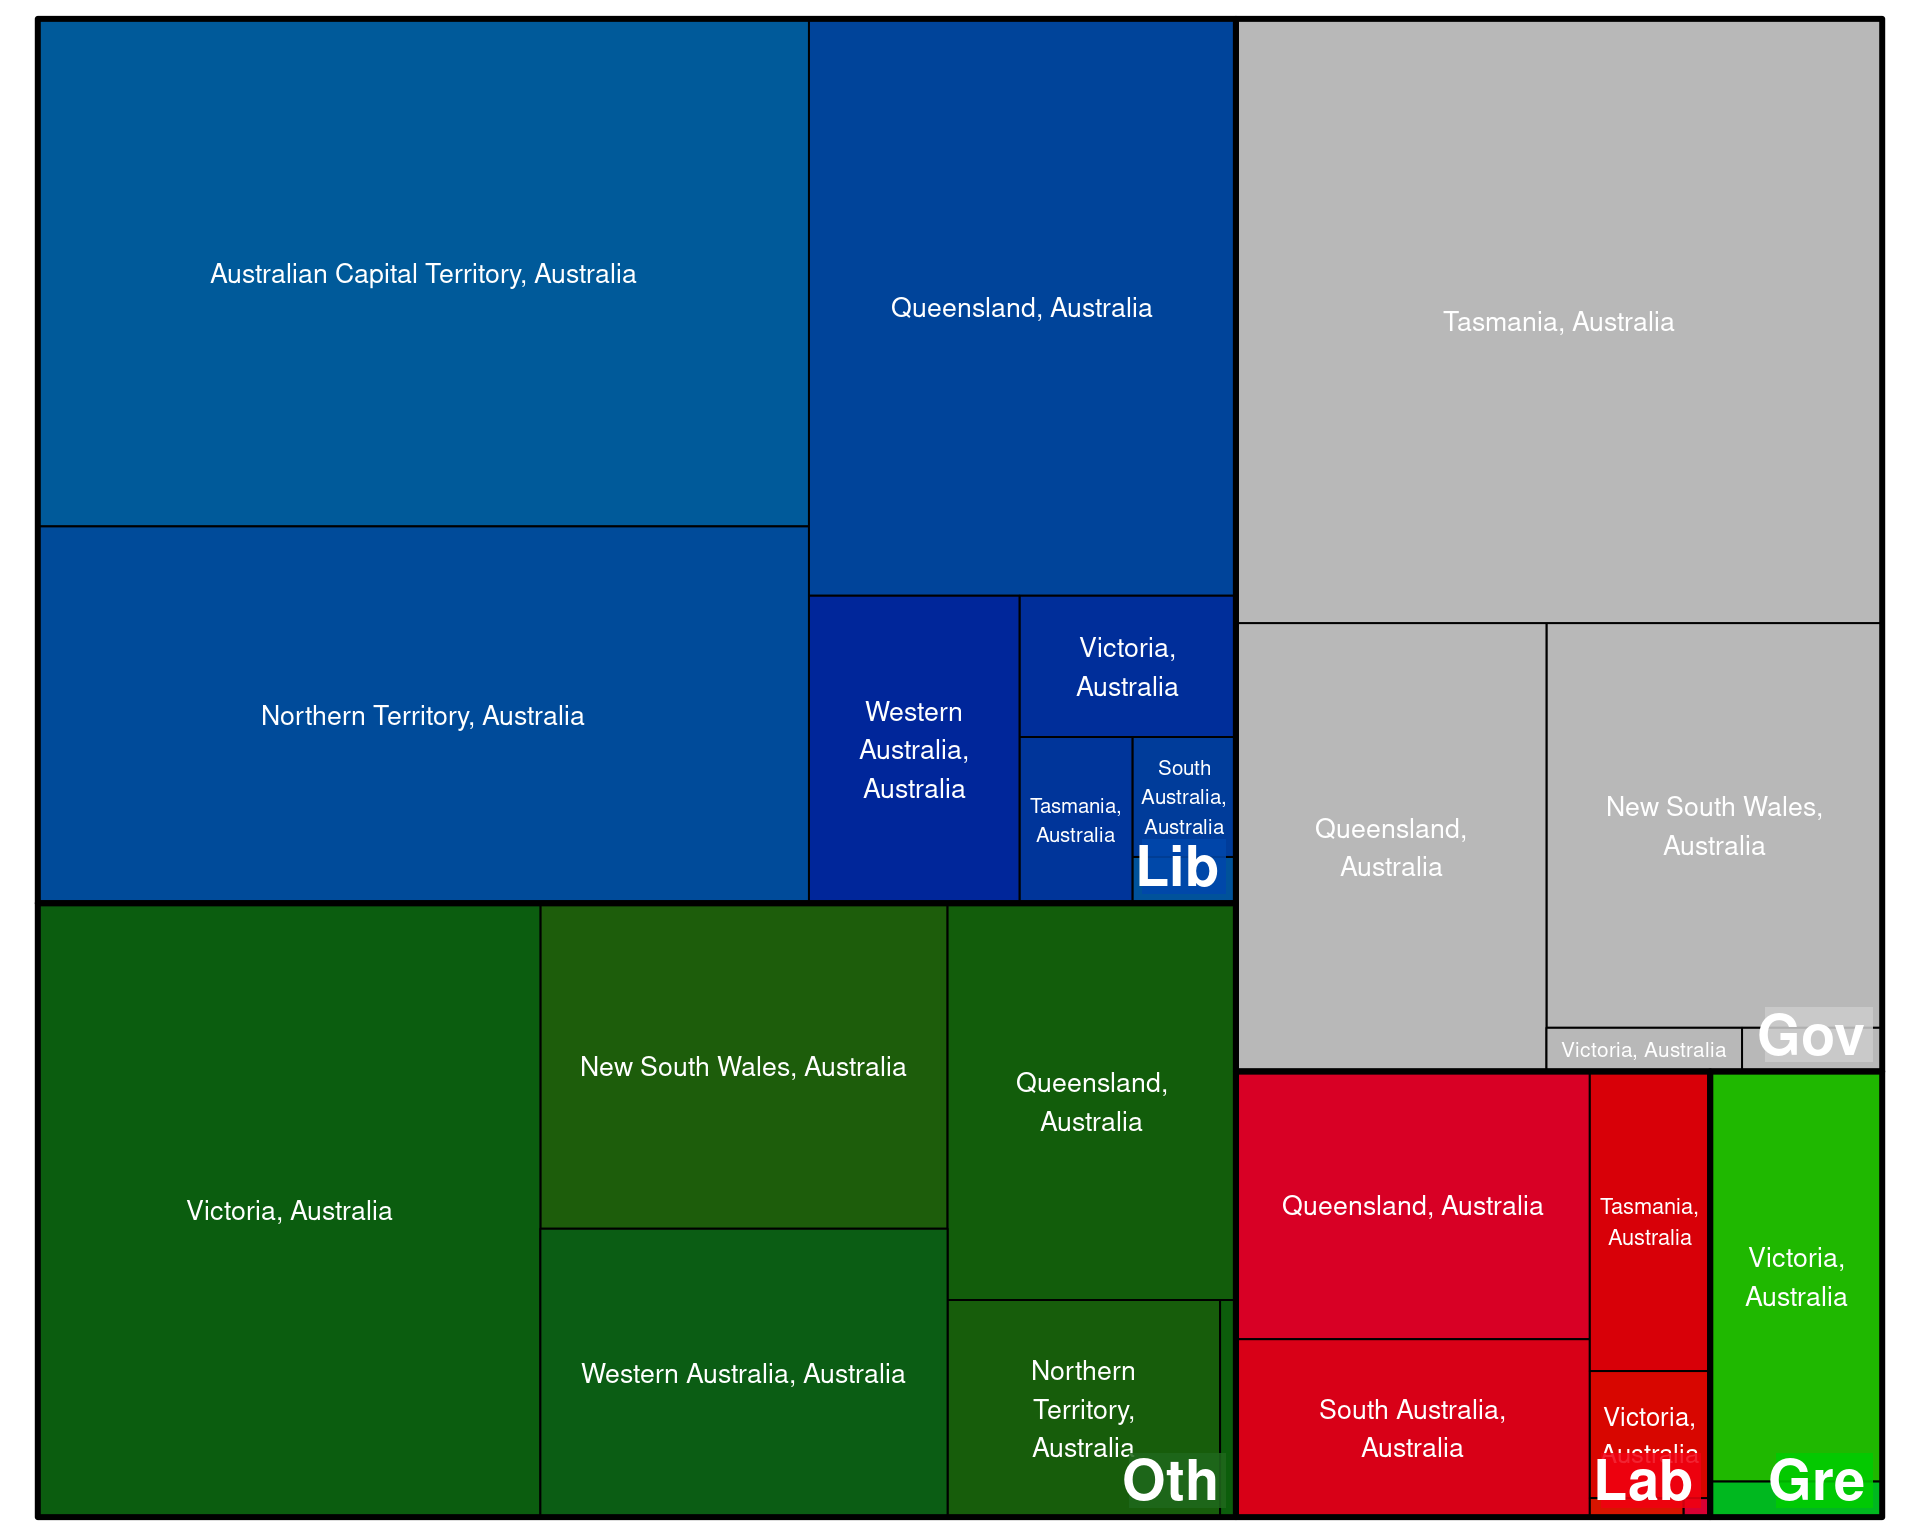 Australian Capital Territory, Australia
Queensland, Australia
Tasmania, Australia
Northern Territory, Australia
Western
Australia,
Australia
Victoria,
Australia
Tasmania,
Australia
South
Australia,
Australia
Lib
Queensland,
Australia
New South Wales,
Australia
Victoria, Australia
Gov
Victoria, Australia
New South Wales, Australia
Western Australia, Australia
Queensland,
Australia
Northern
Territory,
Australia
Oth
Queensland, Australia
South Australia,
Australia
Tasmania,
Australia
Victoria,
Australia
Lab
Victoria,
Australia
Gre